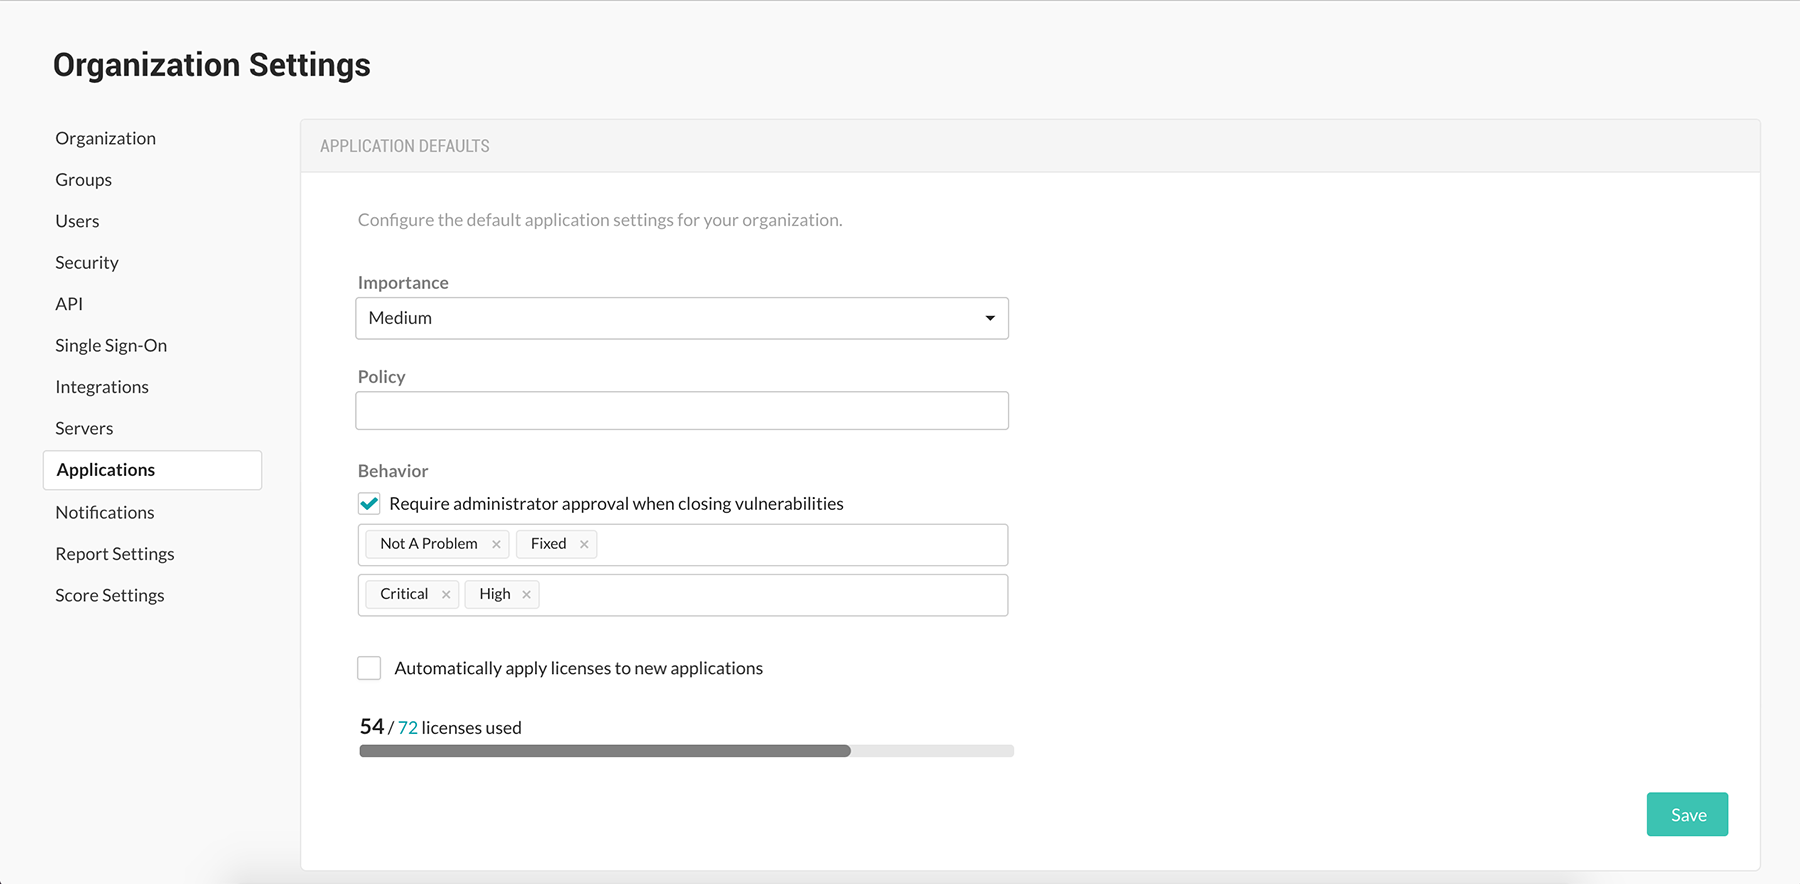 Organization Settings
Organization
Groups
Users
Security
API
Single Sign-On
Integrations
Servers
Applications
Notifications
Report Settings
Score Settings
APPLICATION DEFAULTS
Configure the default application settings for your organization.
Importance
Medium
Policy
Behavior
Require administrator approval when closing vulnerabilities
Not A Problem × Fixed ×
Critical × High ×
Automatically apply licenses to new applications
54 / 72 licenses used
Save